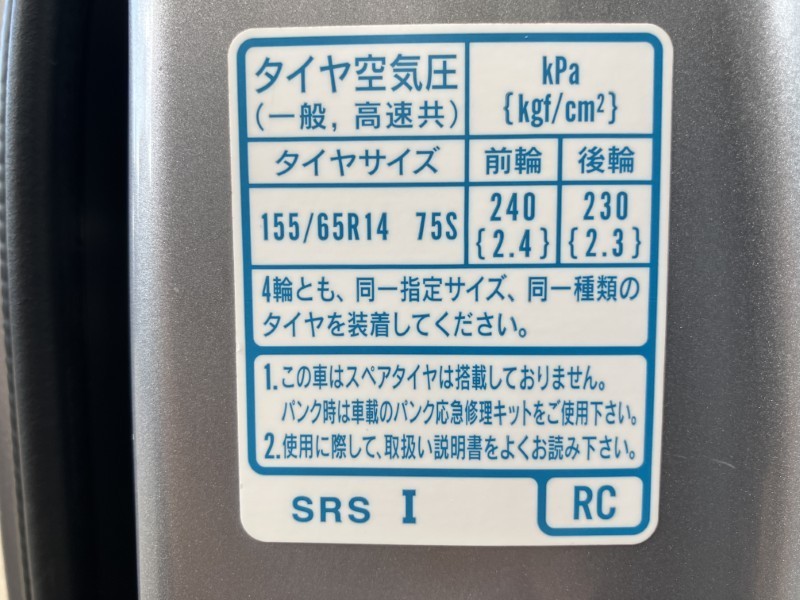 タイヤ空気圧
(一般, 高速共)
kPa
{kgf/cm²}
タイヤサイズ 前輪 後輪
155/65R14 75S
240
{2.4}
230
{2.3}
4輪とも、同一指定サイズ、同一種類の
タイヤを装着してください。
1.この車はスペアタイヤは搭載しておりません。
パンク時は車載のパンク応急修理キットをご使用下さい。
2.使用に際して、取扱い説明書をよくお読み下さい。
SRS I
RC